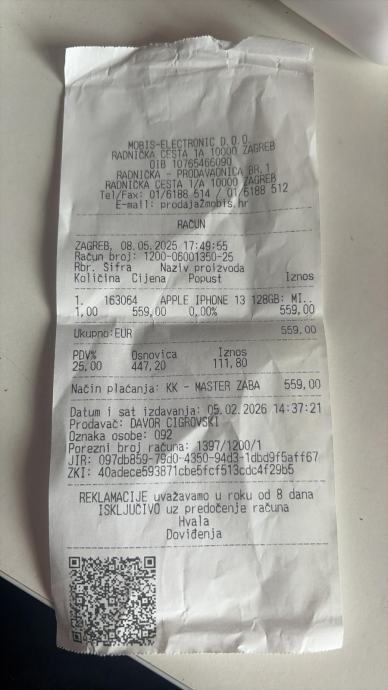 MOBIS-ELECTRONIC D.O.O.
RADNIČKA CESTA 1A 10000 ZAGREB
OIB 10765466090
RADNIČKA - PRODAVAONICA BR.1
RADNIČKA CESTA 1/A 10000 ZAGREB
Tel/Fax: 01/6188 514 / 01/6188 512
E-mail: prodaja2mobis.hr
RAČUN
ZAGREB, 08.05.2025 17:49:55
Račun broj: 1200-06001350-25
Rbr. Šifra Naziv proizvoda
Količina Cijena Popust Iznos
1. 163064 APPLE IPHONE 13 128GB: MI..
1,00 559,00 0,00% 559,00
Ukupno:EUR 559,00
PDV% Osnovica Iznos
25,00 447,20 111,80
Način plaćanja: KK - MASTER ZABA 559,00
Datum i sat izdavanja: 05.02.2026 14:37:21
Prodavač: DAVOR CIGROVSKI
Oznaka osobe: 092
Porezni broj računa: 1397/1200/1
JIR: 097db859-79d0-4350-94d3-1dbd9f5aff67
ZKI: 40adece593871cbe5fcf513cdc4f29b5
REKLAMACIJE uvažavamo u roku od 8 dana
ISKLJUČIVO uz predočenje računa
Hvala
Doviđenja